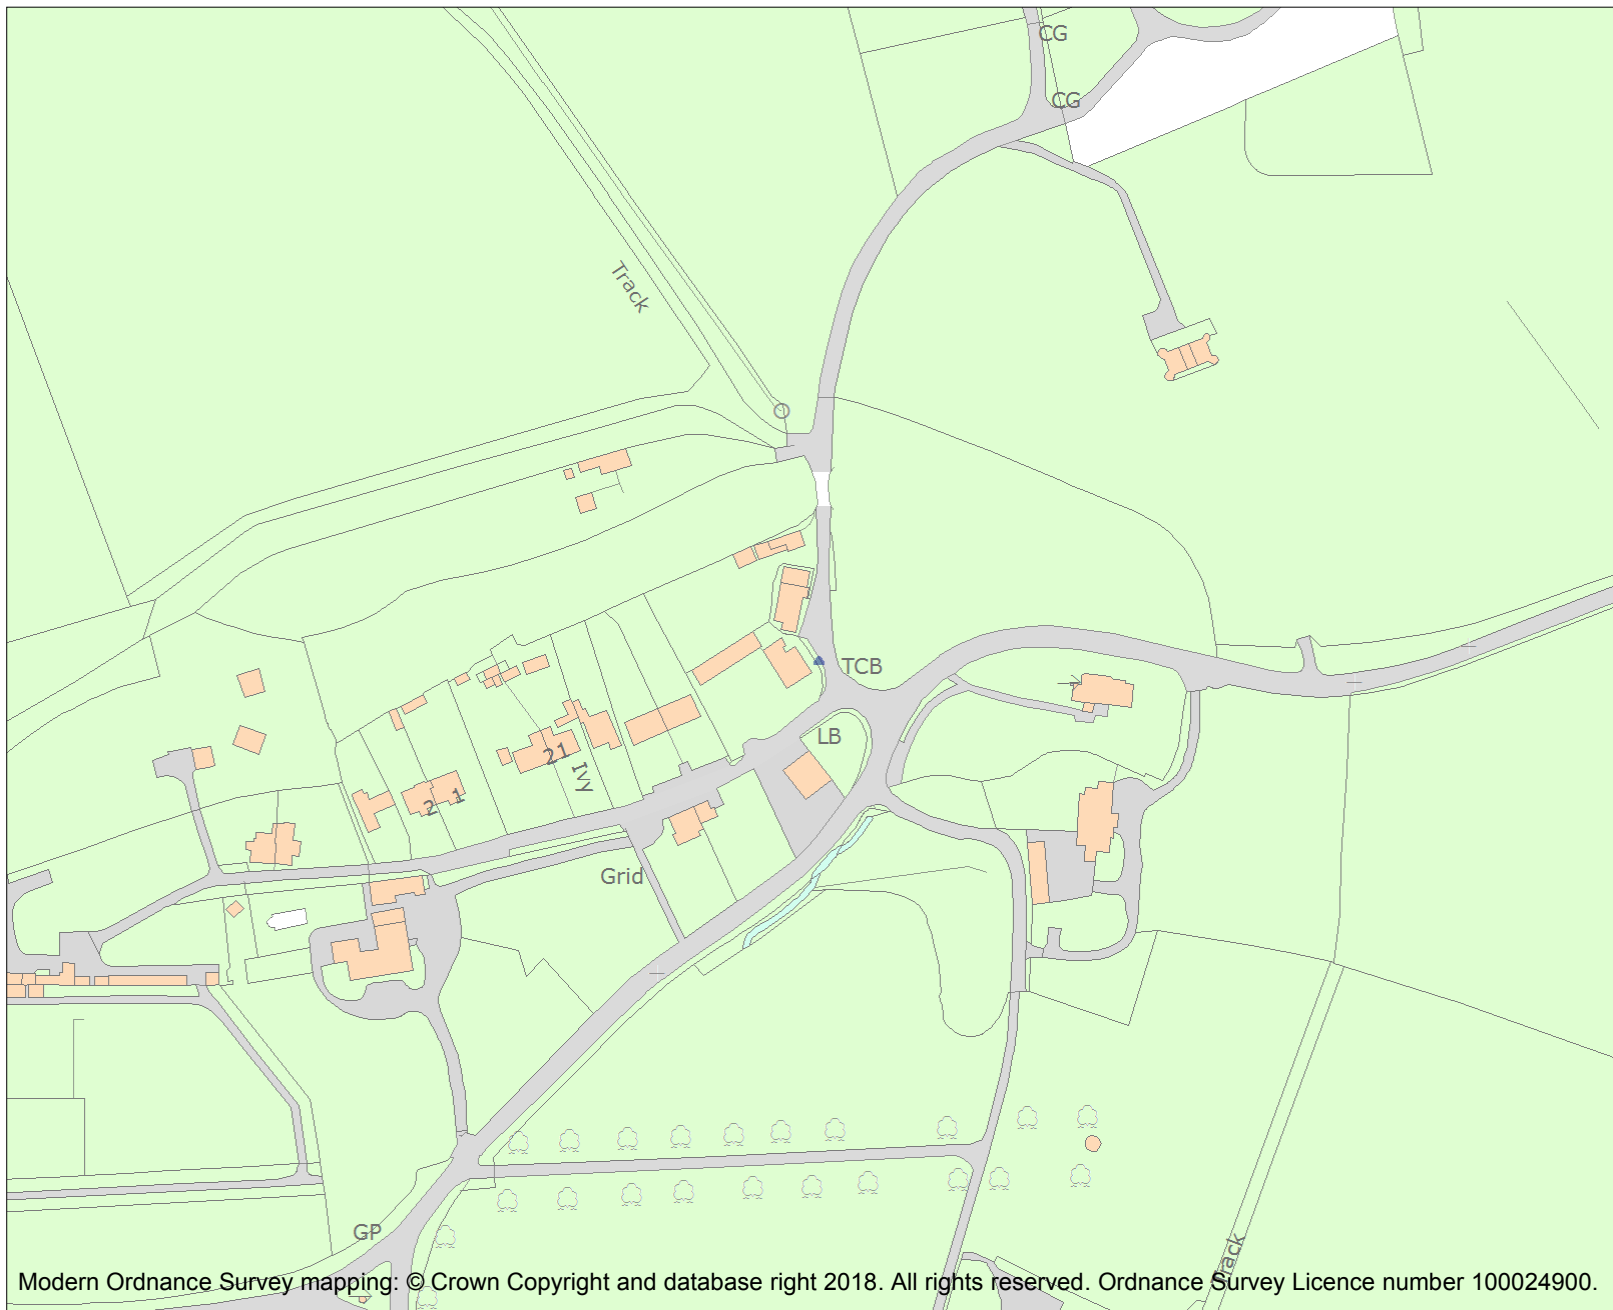 CG
CG
Track
TCB
LB
21
Ivy
2 1
Grid
GP
Track
Modern Ordnance Survey mapping: © Crown Copyright and database right 2018. All rights reserved. Ordnance Survey Licence number 100024900.